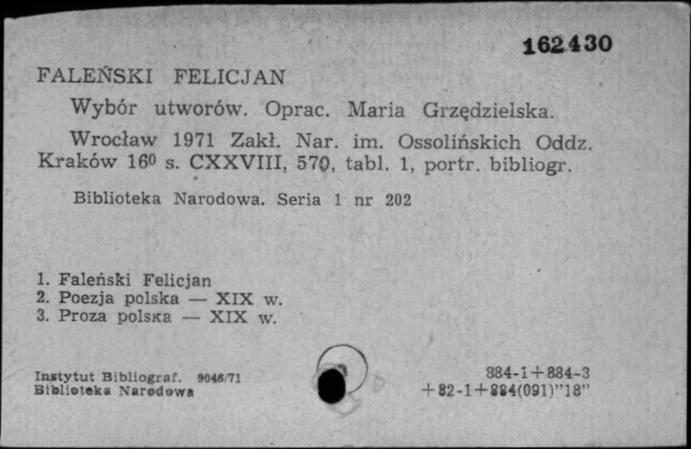 162430
FALEŃSKI FELICJAN
Wybór utworów. Oprac. Maria Grzędzielska.
Wrocław 1971 Zakł. Nar. im. Ossolińskich Oddz.
Kraków 16⁰ s. CXXVIII, 570, tabl. 1, portr. bibliogr.
Biblioteka Narodowa. Seria 1 nr 202
1. Faleński Felicjan
2. Poezja polska — XIX w.
3. Proza polska — XIX w.
Instytut Bibliograf. 9046/71
Biblioteka Narodowa
884-1+884-3
+82-1+884(091)"18"